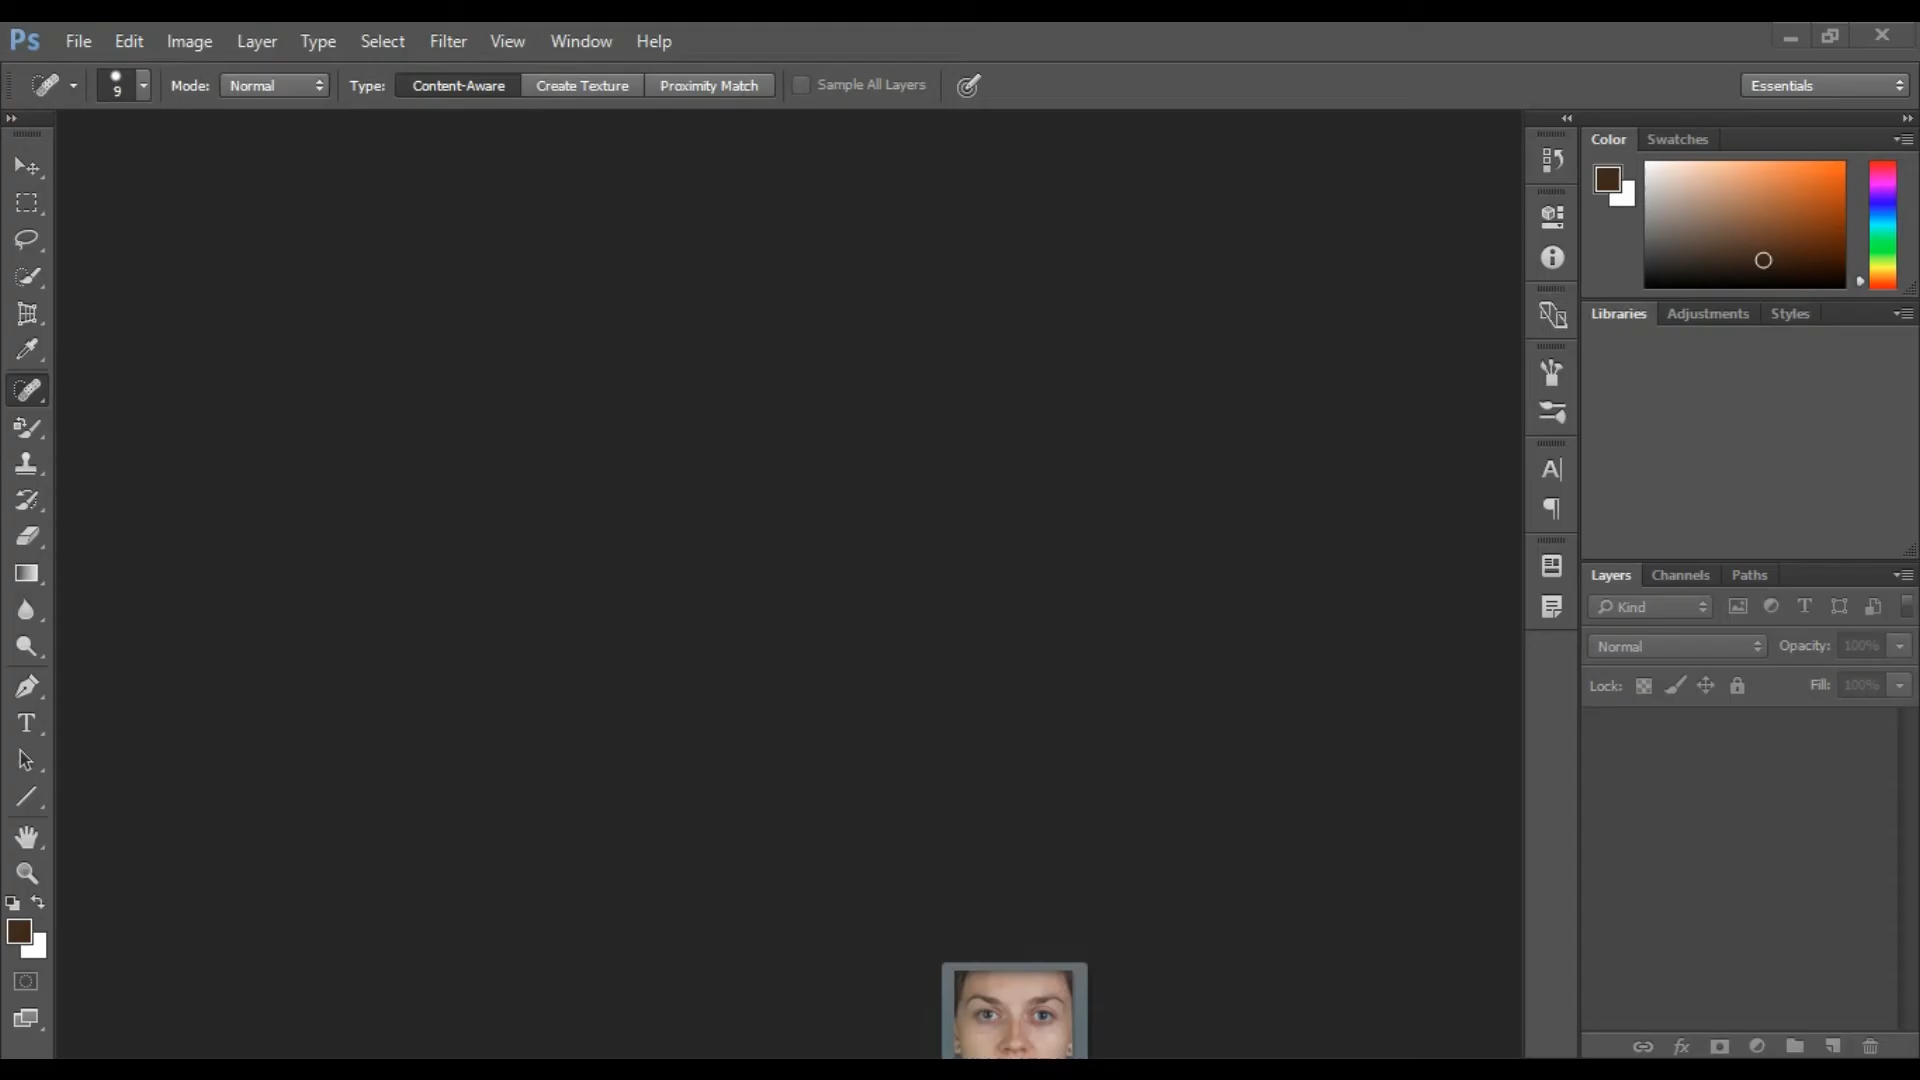 Ps File Edit Image Layer Type Select Filter View Window Help
9 Mode: Normal Type: Content-Aware Create Texture Proximity Match Sample All Layers Essentials
Color Swatches
Libraries Adjustments Styles
Layers Channels Paths
Kind
Normal Opacity: 100%
Lock: Fill: 100%